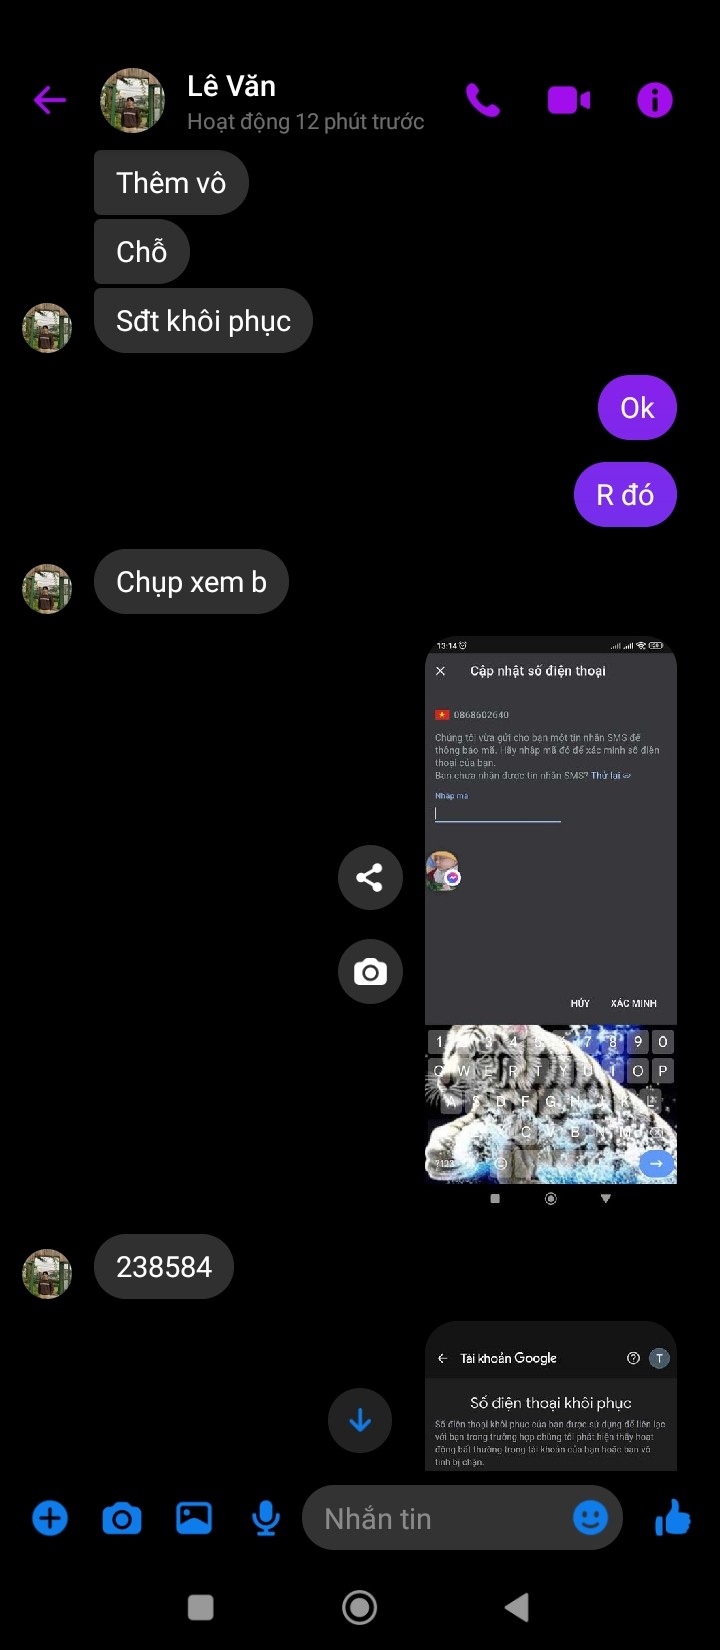 Lê Văn
Hoạt động 12 phút trước
Thêm vô
Chỗ
Sđt khôi phục
Ok
R đó
Chụp xem b
13:14
Cập nhật số điện thoại
0868602640
Chúng tôi vừa gửi cho bạn một tin nhắn SMS để
thông báo mã. Hãy nhập mã đó để xác minh số điện
thoại của bạn.
Bạn chưa nhận được tin nhắn SMS? Thử lại
Nhập mã
HỦY XÁC MINH
1 3 4 5 6 7 8 9 0
Q W E R T Y U I O P
A S D F G H J K L
C V B N M
?123
238584
Tài khoản Google
T
Số điện thoại khôi phục
Số điện thoại khôi phục của bạn được sử dụng để liên lạc
với bạn trong trường hợp chúng tôi phát hiện thấy hoạt
động bất thường trong tài khoản của bạn hoặc bạn vô
tình bị chặn.
Nhắn tin